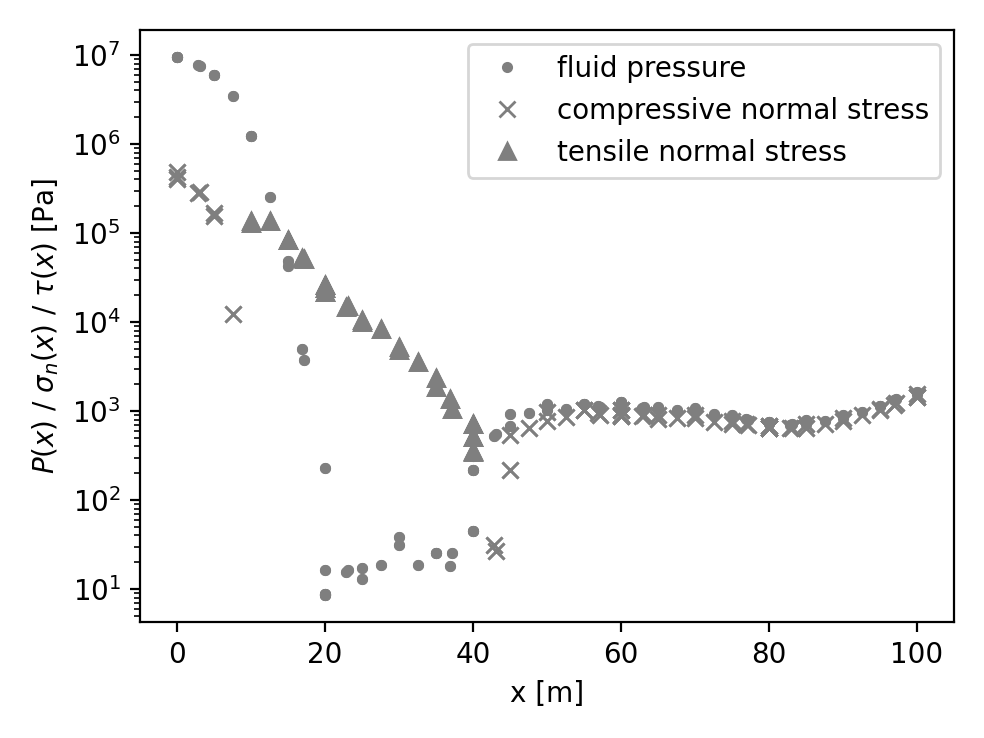 10⁷
10⁶
10⁵
10⁴
10³
10²
10¹
P(x) / σₙ(x) / τ(x) [Pa]
fluid pressure
compressive normal stress
tensile normal stress
0 20 40 60 80 100
x [m]